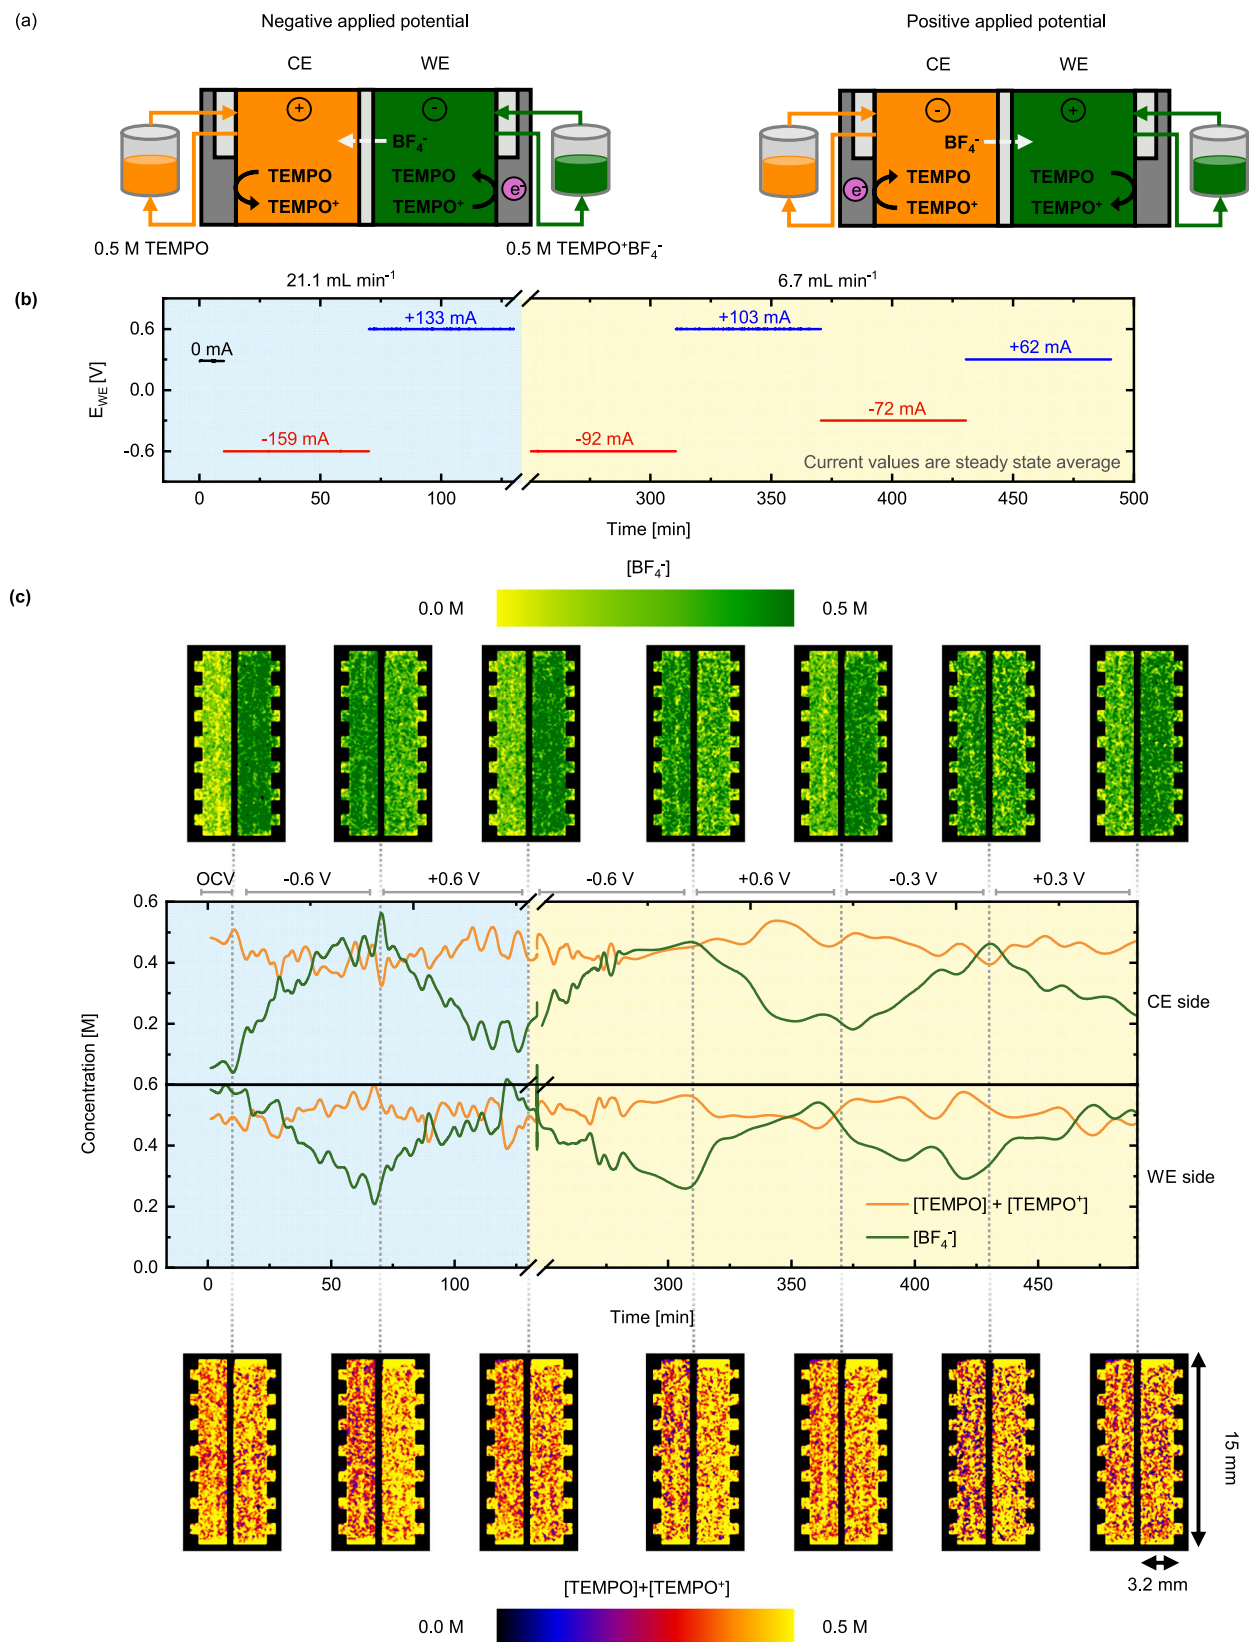 (a)
Negative applied potential
Positive applied potential
CE WE
CE WE
+ -
- +
BF₄⁻
BF₄⁻
TEMPO TEMPO
TEMPO⁺ TEMPO⁺ e⁻
TEMPO TEMPO
e⁻ TEMPO⁺ TEMPO⁺
0.5 M TEMPO
0.5 M TEMPO⁺BF₄⁻
(b)
21.1 mL min⁻¹
6.7 mL min⁻¹
E_WE [V]
0.6
0.0
-0.6
0 mA
-159 mA
+133 mA
-92 mA
+103 mA
-72 mA
+62 mA
Current values are steady state average
0 50 100 300 350 400 450 500
Time [min]
(c)
[BF₄⁻]
0.0 M
0.5 M
OCV -0.6 V +0.6 V -0.6 V +0.6 V -0.3 V +0.3 V
Concentration [M]
0.6
0.4
0.2
0.6
0.4
0.2
0.0
CE side
WE side
[TEMPO] + [TEMPO⁺]
[BF₄⁻]
0 50 100 300 350 400 450
Time [min]
15 mm
3.2 mm
[TEMPO]+[TEMPO⁺]
0.0 M
0.5 M